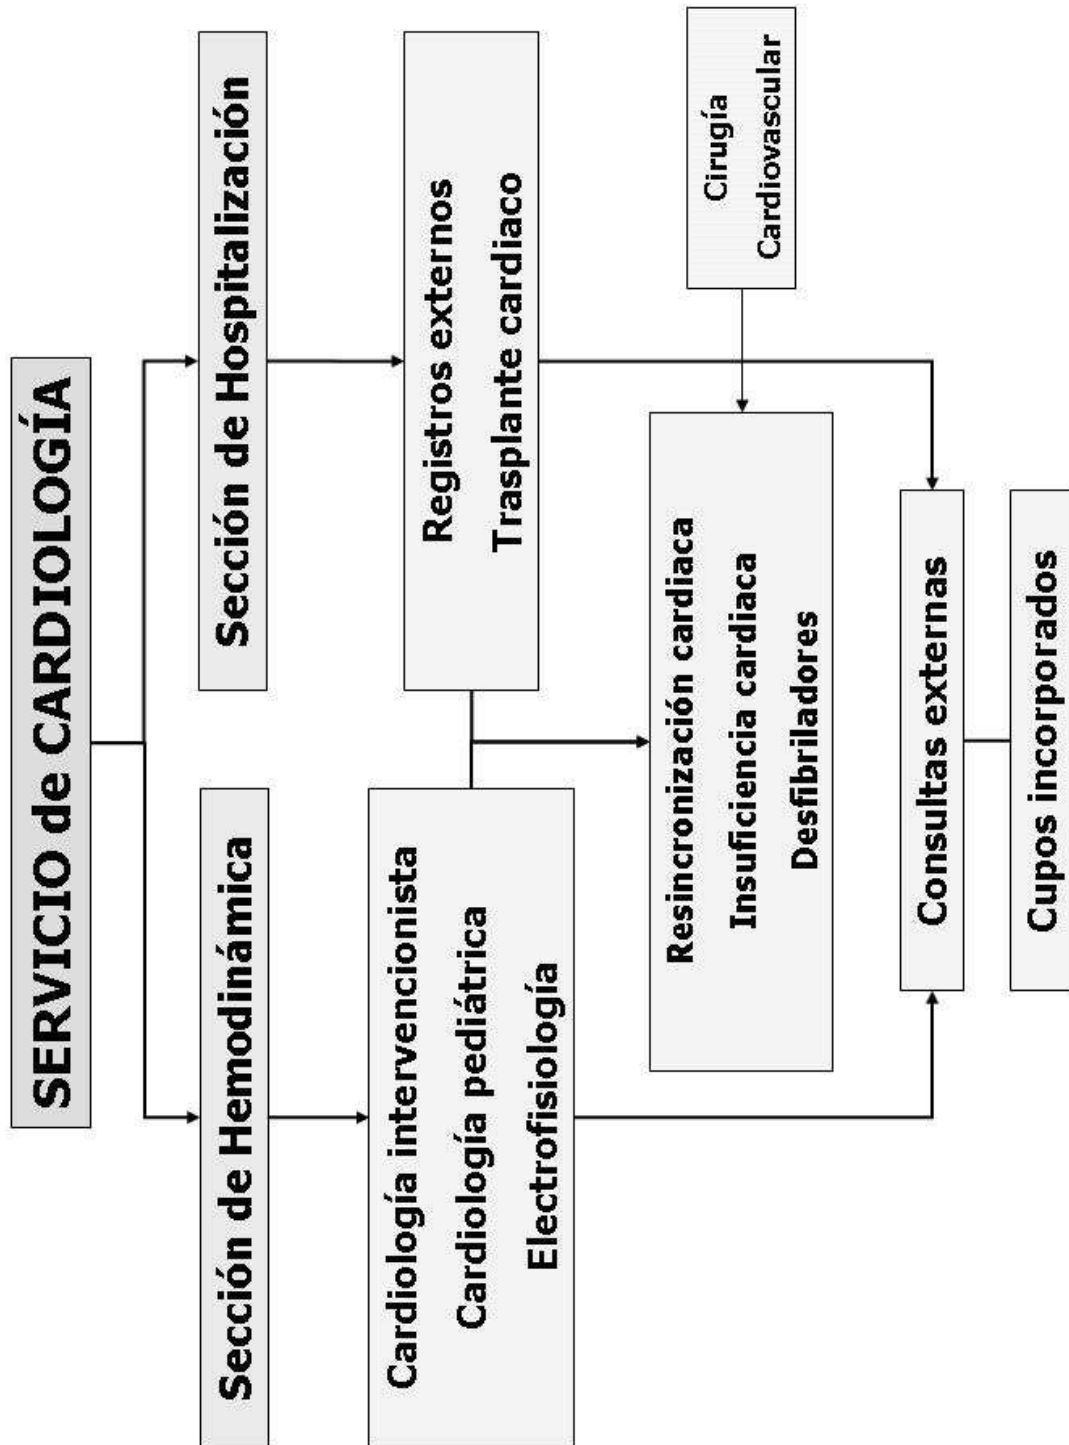 SERVICIO de CARDIOLOGÍA
Sección de Hemodinámica
Sección de Hospitalización
Cardiología intervencionista
Cardiología pediátrica
Electrofisiología
Registros externos
Trasplante cardiaco
Resincronización cardiaca
Insuficiencia cardiaca
Desfibriladores
Cirugía
Cardiovascular
Consultas externas
Cupos incorporados